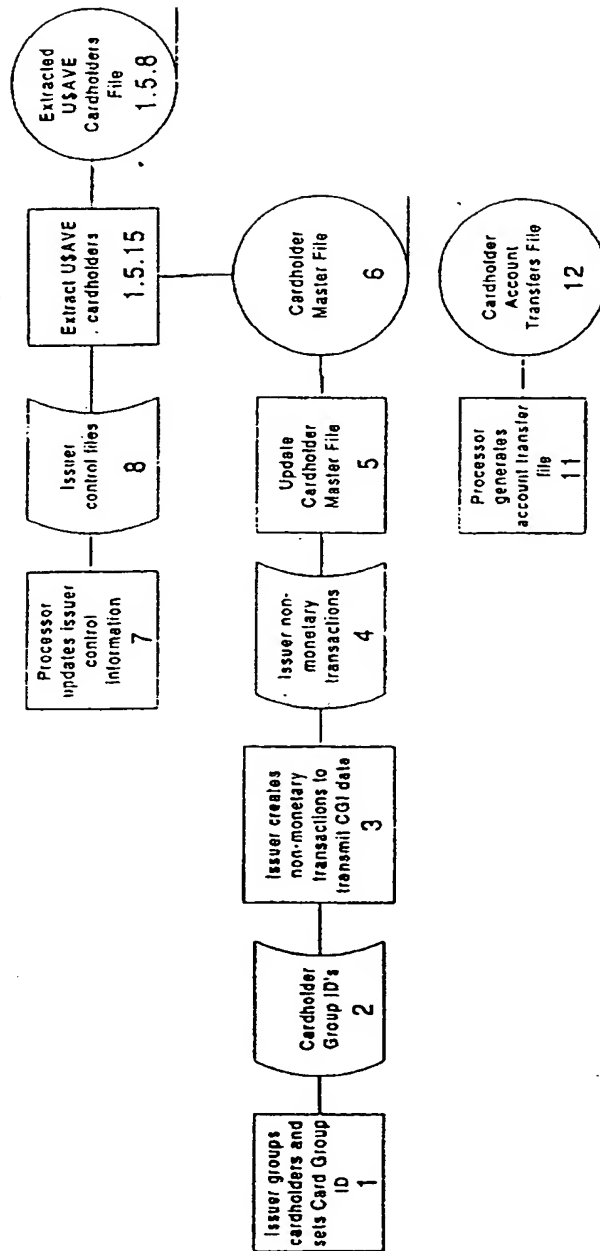 Processor
updates issuer
control
information
7
Issuer
control files
8
Extract U$AVE
cardholders
1.5.15
Extracted
U$AVE
Cardholders
File
1.5.8
Issuer groups
cardholders and
sets Card Group
ID
1
Cardholder
Group ID's
2
Issuer creates
non-monetary
transactions to
transmit CGI data
3
Issuer non-
monetary
transactions
4
Update
Cardholder
Master File
5
Cardholder
Master File
6
Processor
generates
account transfer
file
11
Cardholder
Account
Transfers File
12